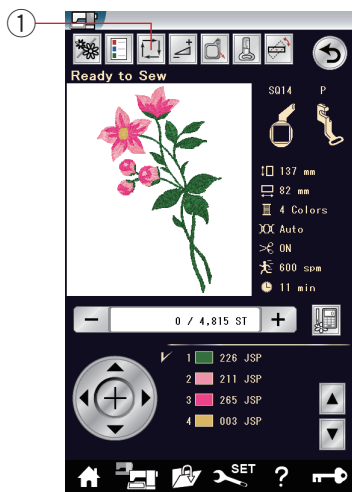 1
Ready to Sew
SQ14 P
137 mm
82 mm
4 Colors
Auto
ON
600 spm
11 min
− 0 / 4,815 ST +
1 226 JSP
2 211 JSP
3 265 JSP
4 003 JSP
SET ?